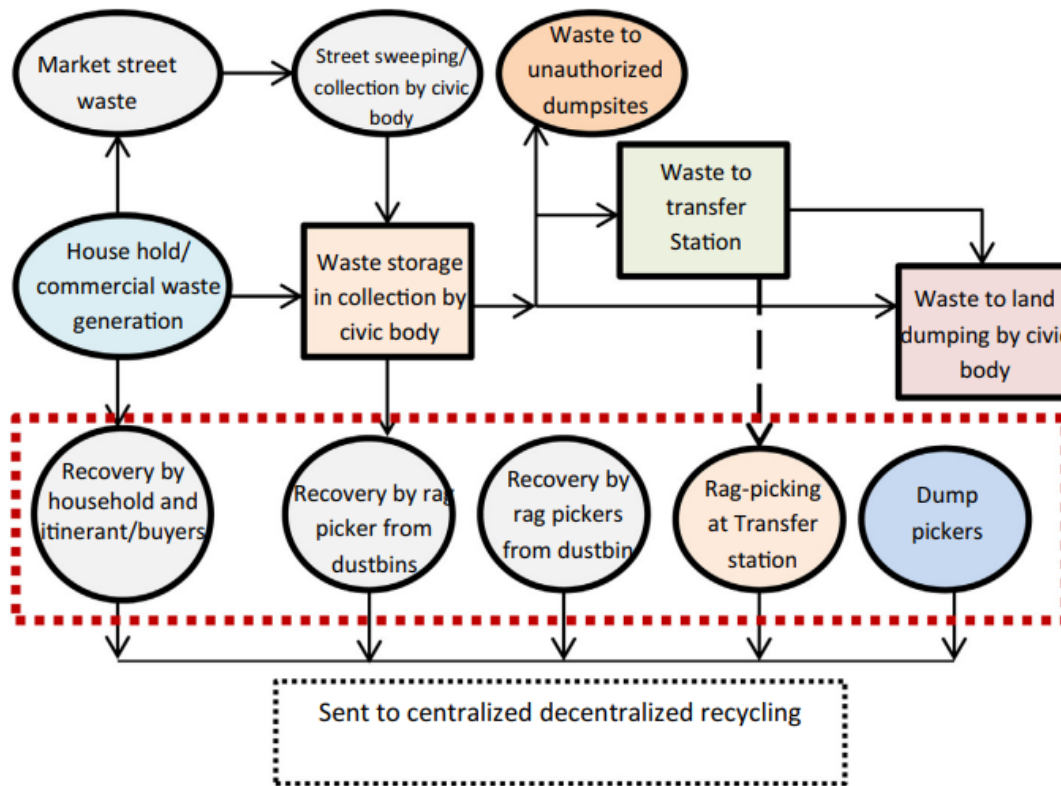 Market street
waste
Street sweeping/
collection by civic
body
Waste to
unauthorized
dumpsites
Waste to
transfer
Station
House hold/
commercial waste
generation
Waste storage
in collection by
civic body
Waste to land
dumping by civic
body
Recovery by
household and
itinerant/buyers
Recovery by rag
picker from
dustbins
Recovery by
rag pickers
from dustbin
Rag-picking
at Transfer
station
Dump
pickers
Sent to centralized decentralized recycling